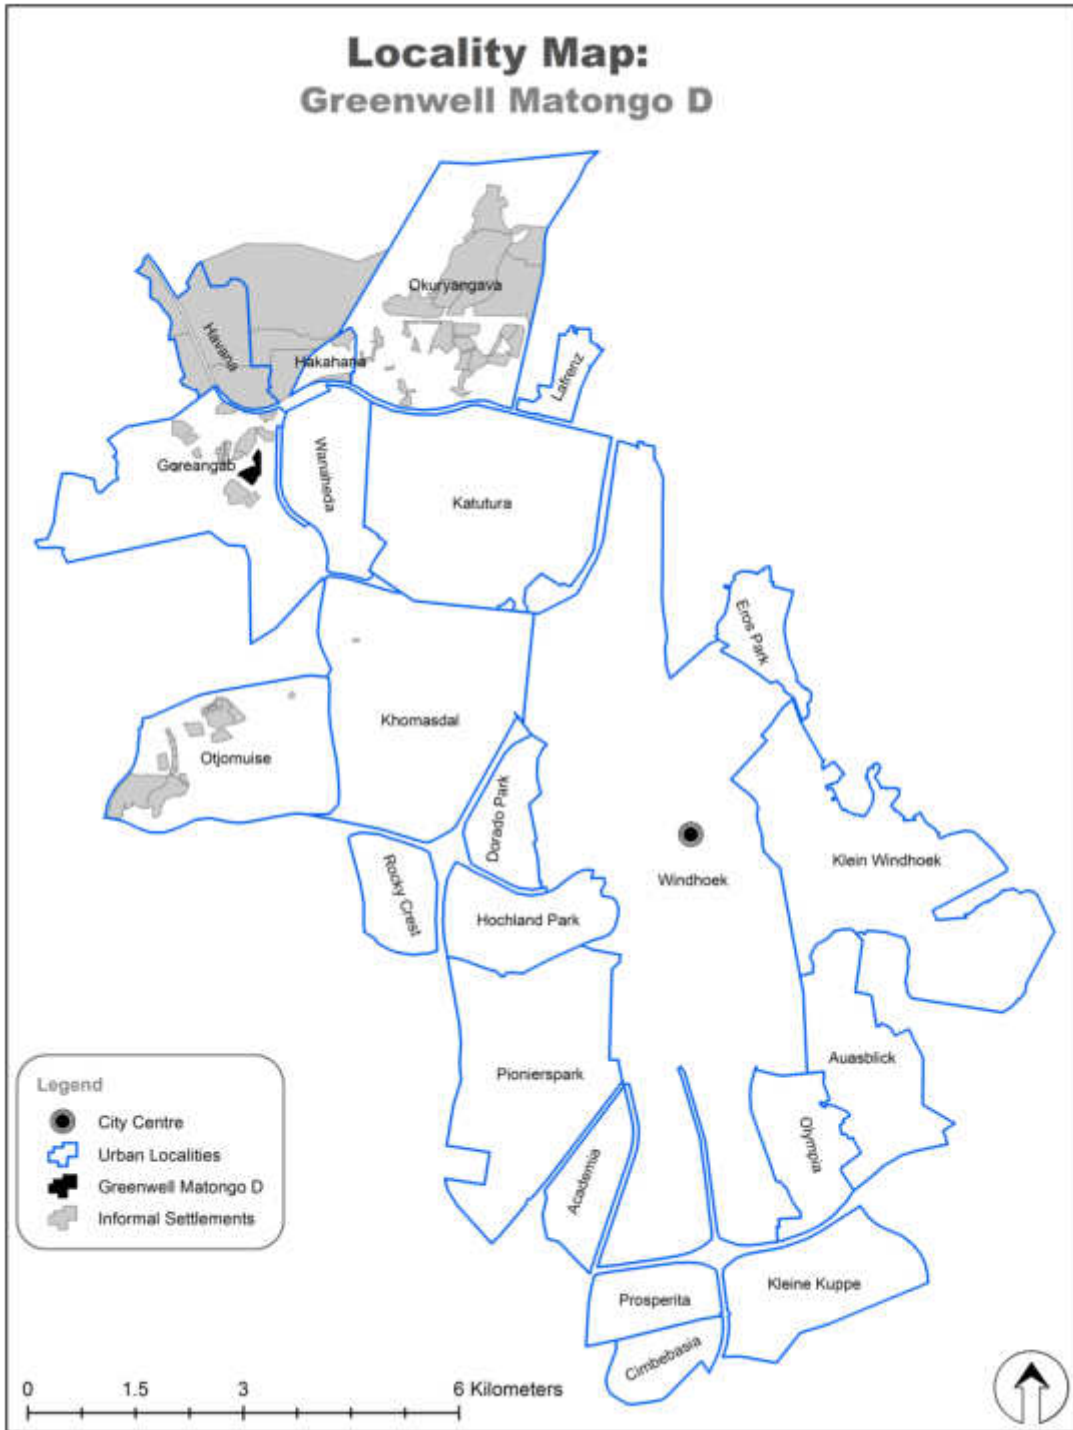 Locality Map:
Greenwell Matongo D
Okuryangava
Havana
Hakahana
Lafrenz
Goreangab
Wanaheda
Katutura
Eros Park
Khomasdal
Otjomuise
Dorado Park
Rocky Crest
Windhoek
Klein Windhoek
Hochland Park
Auasblick
Pionierspark
Olympia
Academia
Kleine Kuppe
Prosperita
Cimbebasia
Legend
City Centre
Urban Localities
Greenwell Matongo D
Informal Settlements
0 1.5 3 6 Kilometers